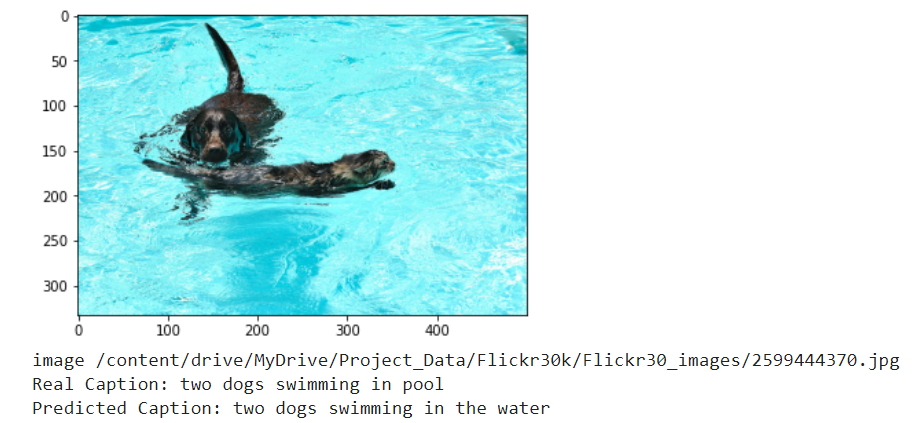 0
50
100
150
200
250
300
0 100 200 300 400
image /content/drive/MyDrive/Project_Data/Flickr30k/Flickr30_images/2599444370.jpg
Real Caption: two dogs swimming in pool
Predicted Caption: two dogs swimming in the water